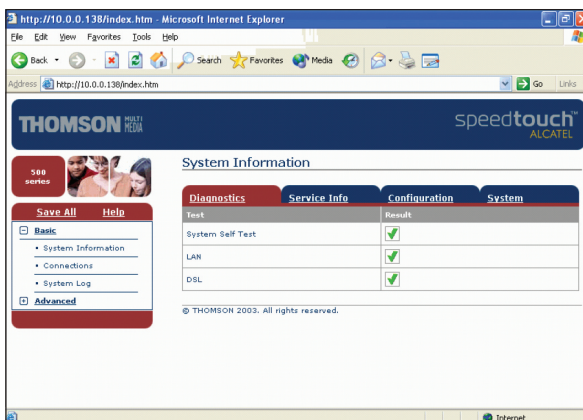 http://10.0.0.138/index.htm - Microsoft Internet Explorer
File Edit View Favorites Tools Help
Back Search Favorites Media
Address http://10.0.0.138/index.htm Go Links
THOMSON MULTI MEDIA
speedtouch™
ALCATEL
500 series
System Information
Save All Help
Basic
System Information
Connections
System Log
Advanced
Diagnostics Service Info Configuration System
Test Result
System Self Test
LAN
DSL
© THOMSON 2003. All rights reserved.
Internet